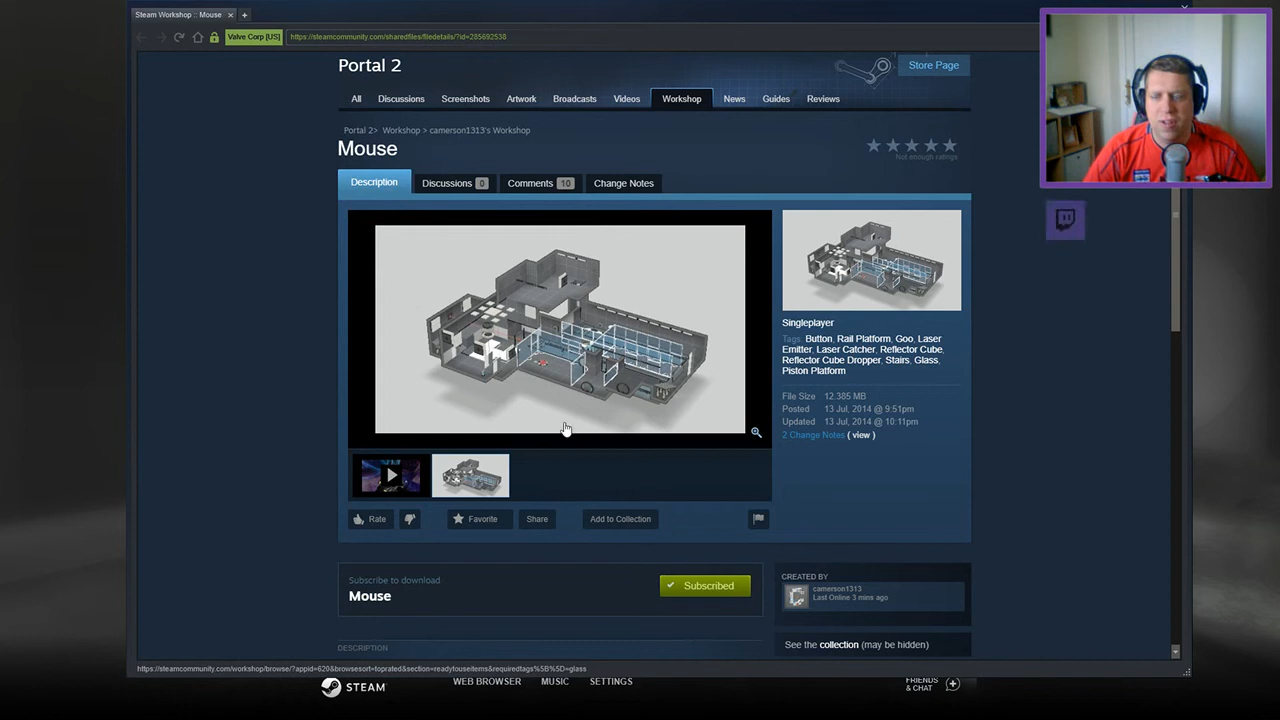 Steam Workshop :: Mouse
Valve Corp [US]
https://steamcommunity.com/sharedfiles/filedetails/?id=285692538
Portal 2
Store Page
All Discussions Screenshots Artwork Broadcasts Videos Workshop News Guides Reviews
Portal 2> Workshop > camerson1313's Workshop
Mouse
Not enough ratings
Description Discussions 0 Comments 10 Change Notes
Singleplayer
Tags: Button, Rail Platform, Goo, Laser
Emitter, Laser Catcher, Reflector Cube,
Reflector Cube Dropper, Stairs, Glass,
Piston Platform
File Size 12.385 MB
Posted 13 Jul, 2014 @ 9:51pm
Updated 13 Jul, 2014 @ 10:11pm
2 Change Notes ( view )
Rate Favorite Share Add to Collection
Subscribe to download
Mouse
Subscribed
CREATED BY
camerson1313
Last Online 3 mins ago
See the collection (may be hidden)
DESCRIPTION
https://steamcommunity.com/workshop/browse/?appid=620&browsesort=toprated&section=readytouseitems&requiredtags%5B%5D=glass
STEAM
WEB BROWSER MUSIC SETTINGS
FRIENDS
& CHAT